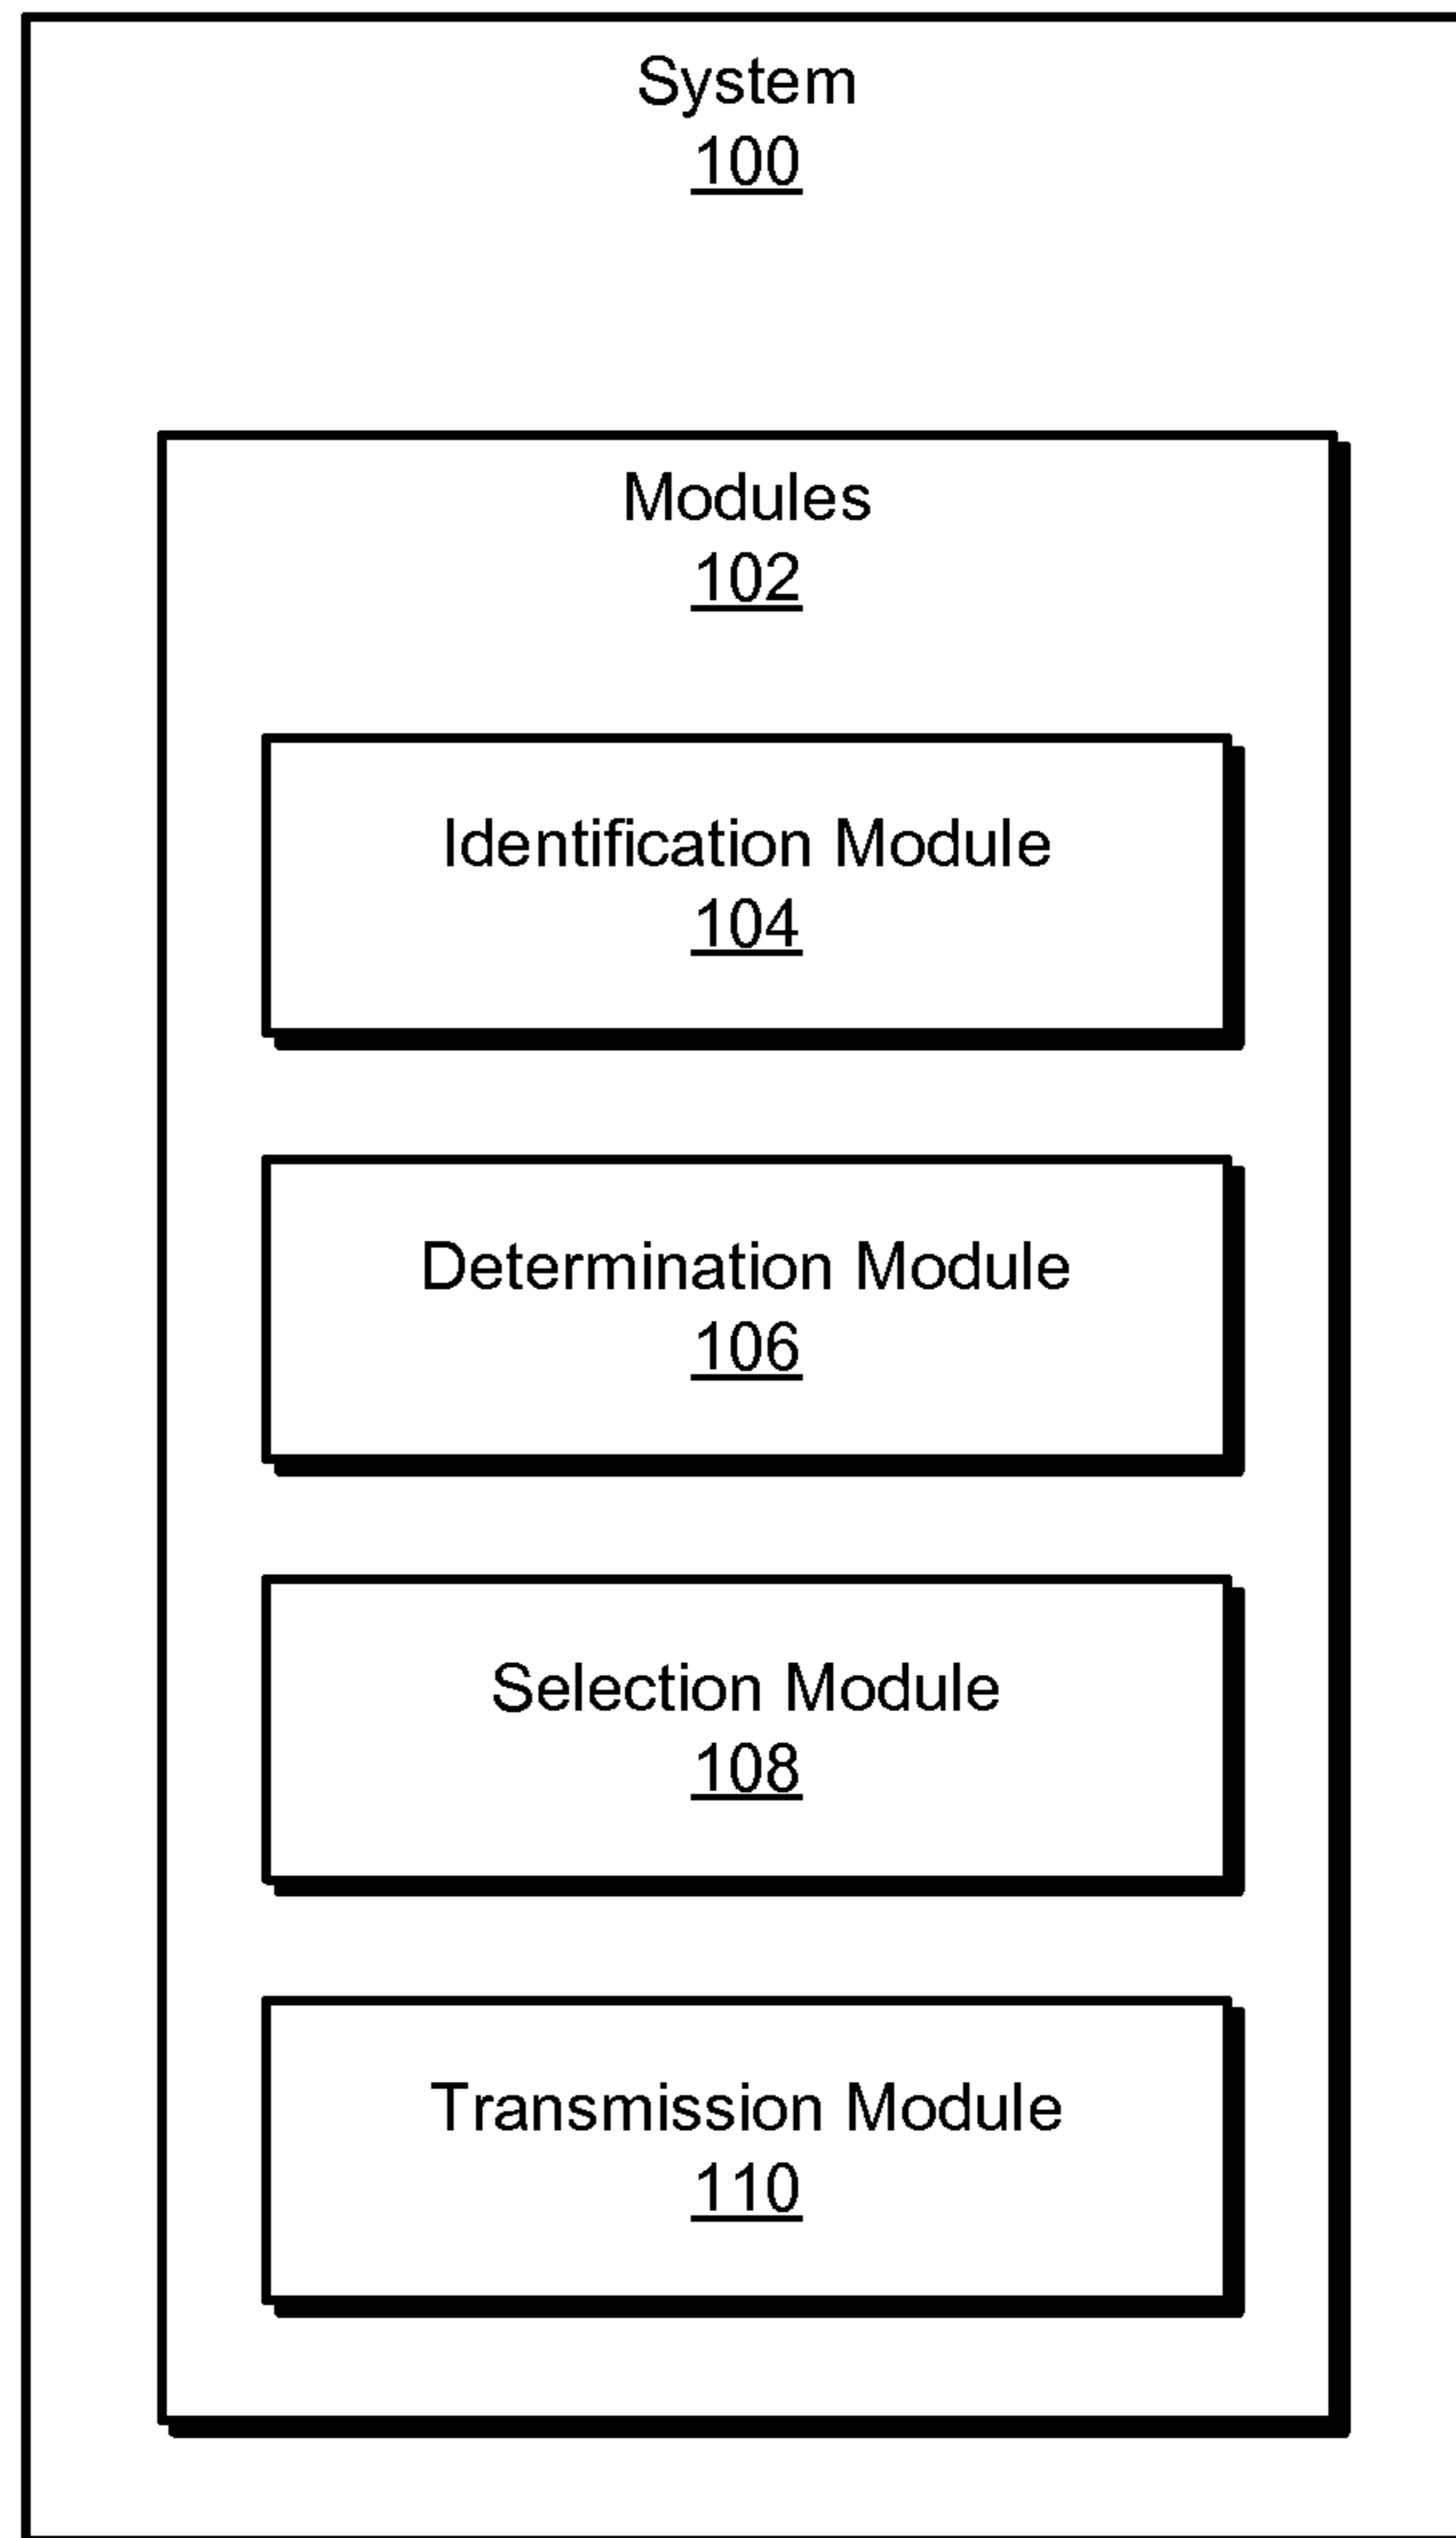 System
100
Modules
102
Identification Module
104
Determination Module
106
Selection Module
108
Transmission Module
110